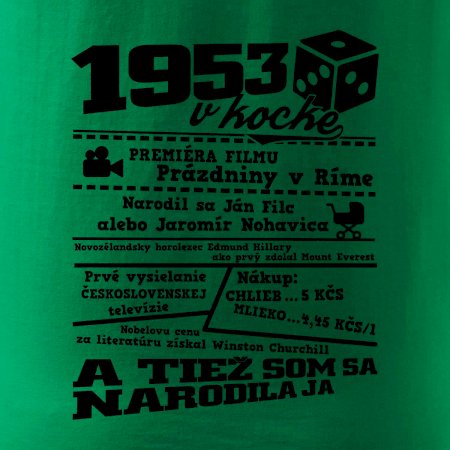 1953
v kocke
PREMIÉRA FILMU
Prázdniny v Ríme
Narodil sa Ján Filc
alebo Jaromír Nohavica
Novozélandsky horolezec Edmund Hillary
ako prvý zdolal Mount Everest
Prvé vysielanie
ČESKOSLOVENSKEJ
televízie
Nákup:
CHLIEB...5 KČS
MLIEKO...4,45 KČS/l
Nobelovu cenu
za literatúru získal Winston Churchill
A TIEŽ SOM SA
NARODILA JA